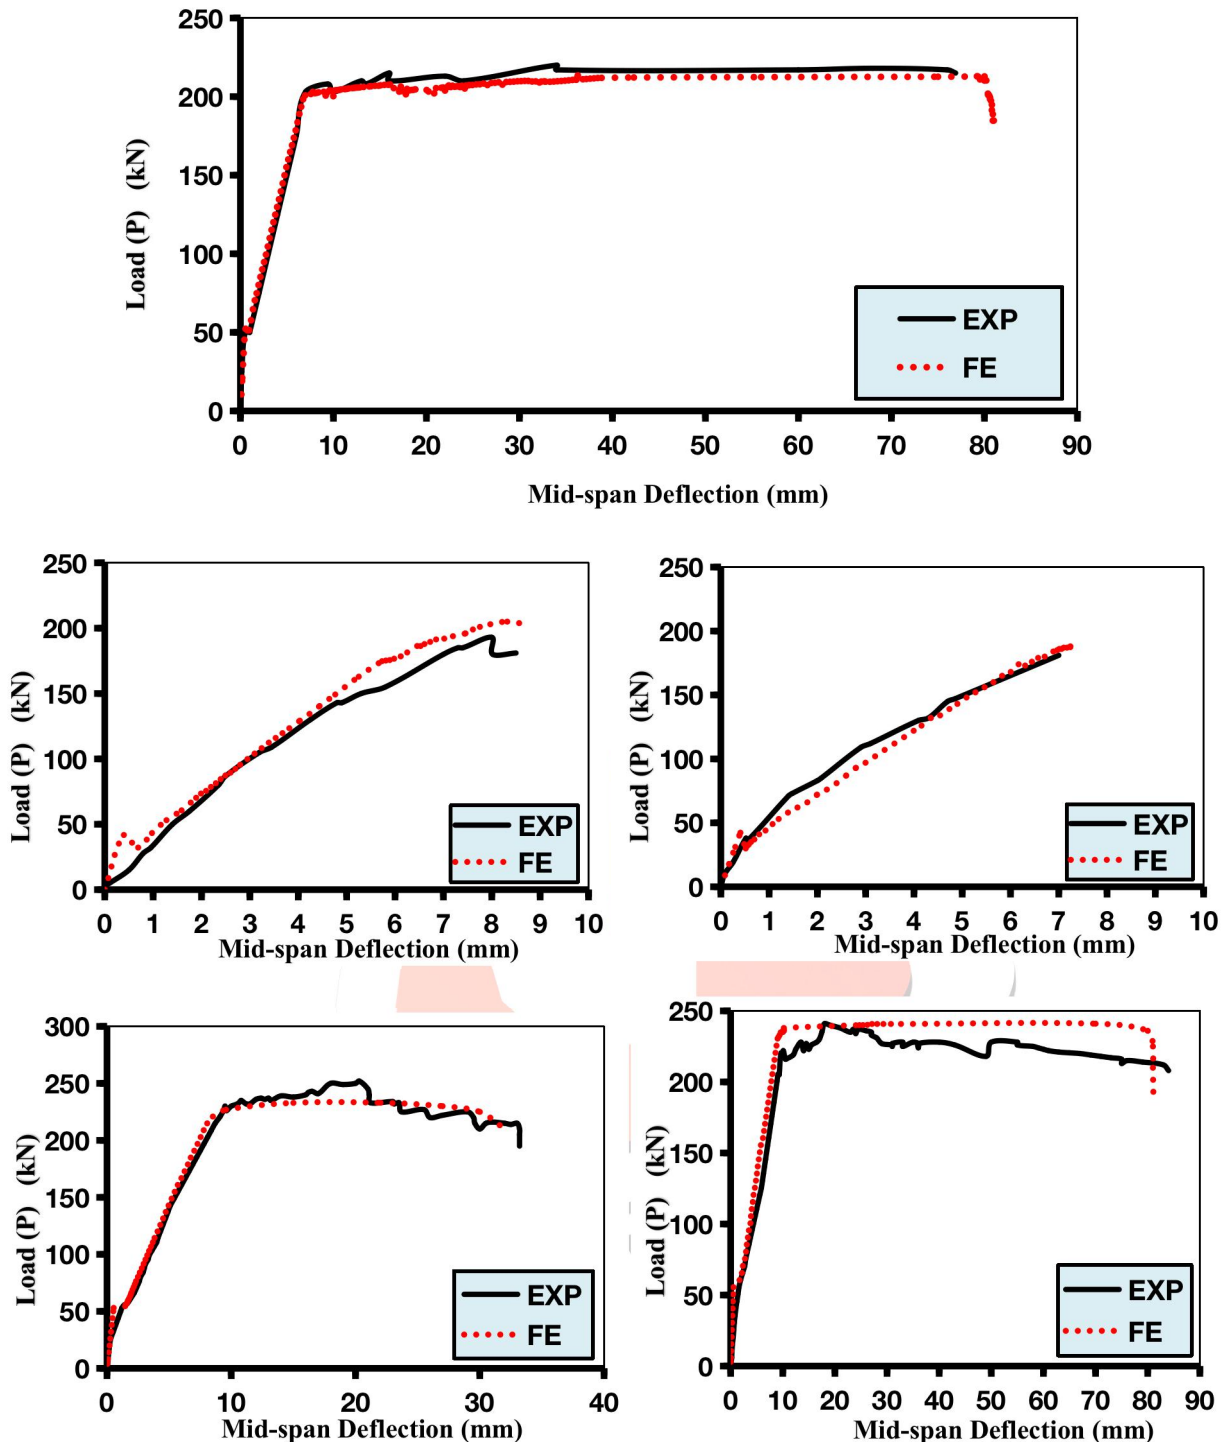 250
200
150
100
50
0
Load (P) (kN)
EXP
FE
0 10 20 30 40 50 60 70 80 90
Mid-span Deflection (mm)
250
200
150
100
50
0
Load (P) (kN)
EXP
FE
0 1 2 3 4 5 6 7 8 9 10
Mid-span Deflection (mm)
250
200
150
100
50
0
Load (P) (kN)
EXP
FE
0 1 2 3 4 5 6 7 8 9 10
Mid-span Deflection (mm)
300
250
200
150
100
50
0
Load (P) (kN)
EXP
FE
0 10 20 30 40
Mid-span Deflection (mm)
250
200
150
100
50
0
Load (P) (kN)
EXP
FE
0 10 20 30 40 50 60 70 80 90
Mid-span Deflection (mm)